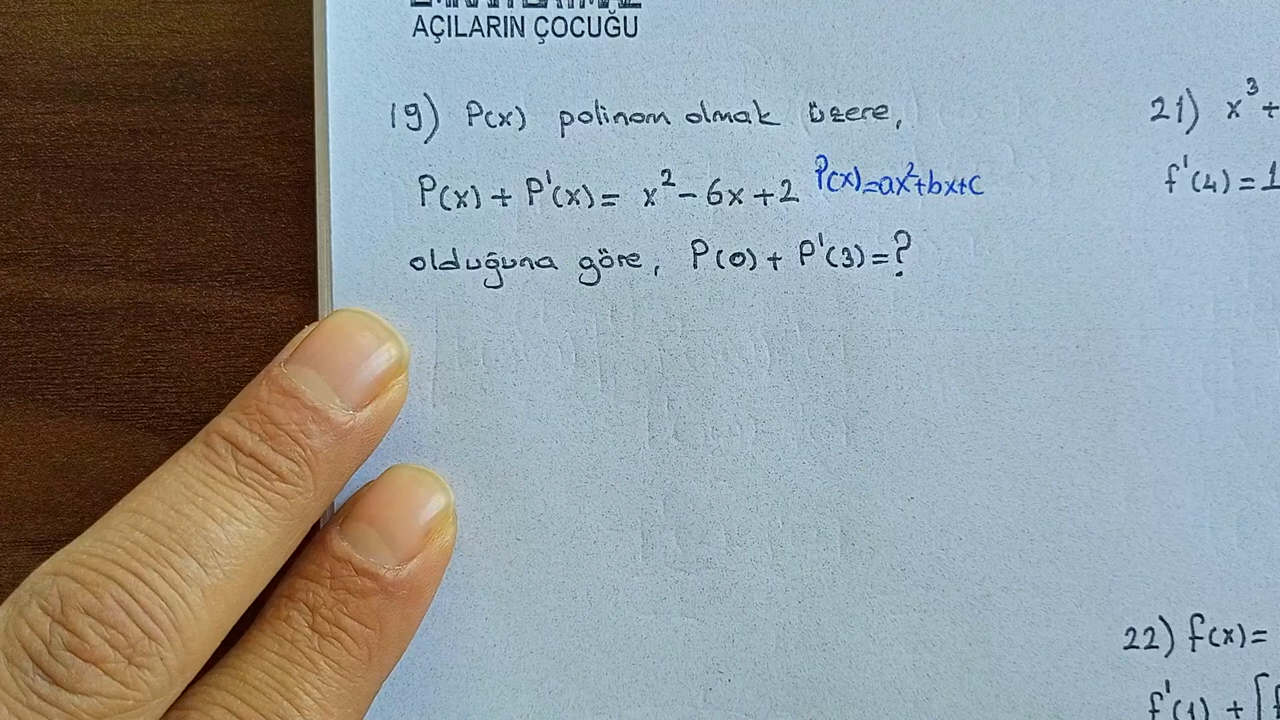 AÇILARIN ÇOCUĞU
19) P(x) polinom olmak üzere,
P(x) + P'(x) = x² - 6x + 2 P(x)=ax²+bx+c
olduğuna göre, P(0) + P'(3) = ?
21) x³ +
f'(4) = 1
22) f(x) =
f'(1) + [f